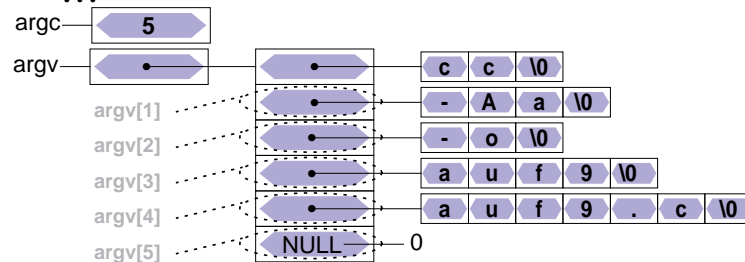 ...
argc 5
argv c c \0
argv[1] - A a \0
argv[2] - o \0
argv[3] a u f 9 \0
argv[4] a u f 9 . c \0
argv[5] NULL 0